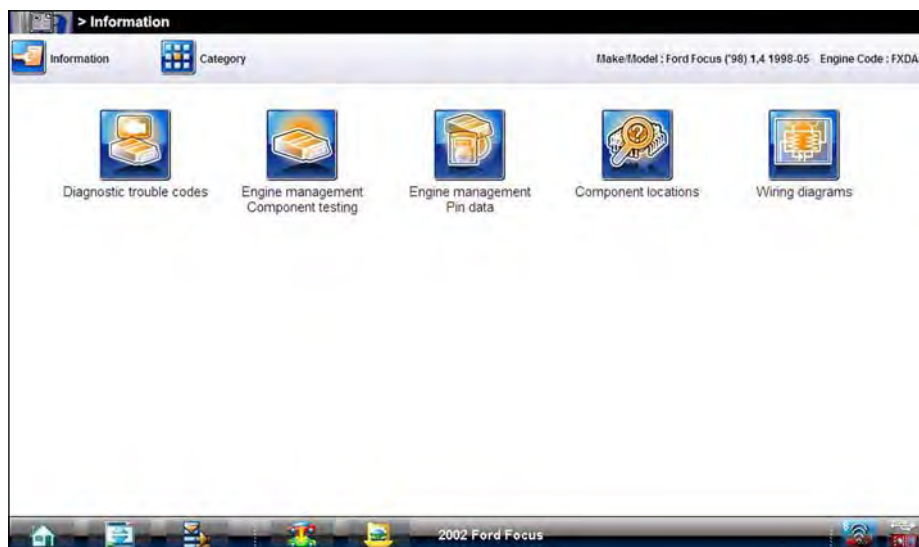 > Information
Information
Category
Make/Model : Ford Focus ('98) 1,4 1998-05 Engine Code : FXDA
Diagnostic trouble codes
Engine management
Component testing
Engine management
Pin data
Component locations
Wiring diagrams
2002 Ford Focus